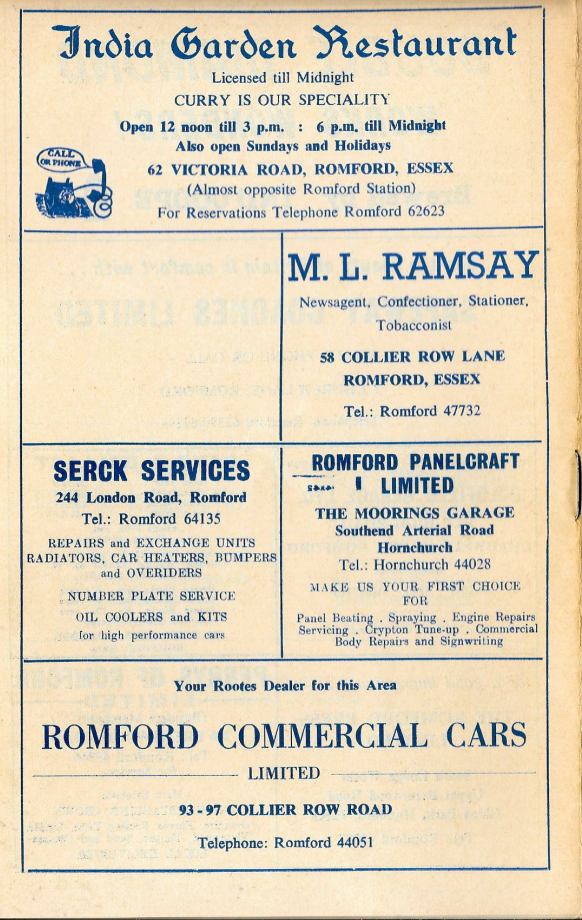 India Garden Restaurant
Licensed till Midnight
CURRY IS OUR SPECIALITY
Open 12 noon till 3 p.m. : 6 p.m. till Midnight
Also open Sundays and Holidays
CALL
OR PHONE
62 VICTORIA ROAD, ROMFORD, ESSEX
(Almost opposite Romford Station)
For Reservations Telephone Romford 62623
M. L. RAMSAY
Newsagent, Confectioner, Stationer,
Tobacconist
58 COLLIER ROW LANE
ROMFORD, ESSEX
Tel.: Romford 47732
SERCK SERVICES
244 London Road, Romford
Tel.: Romford 64135
REPAIRS and EXCHANGE UNITS
RADIATORS, CAR HEATERS, BUMPERS
and OVERIDERS
NUMBER PLATE SERVICE
OIL COOLERS and KITS
for high performance cars
ROMFORD PANELCRAFT
LIMITED
THE MOORINGS GARAGE
Southend Arterial Road
Hornchurch
Tel.: Hornchurch 44028
MAKE US YOUR FIRST CHOICE
FOR
Panel Beating . Spraying . Engine Repairs
Servicing . Crypton Tune-up . Commercial
Body Repairs and Signwriting
Your Rootes Dealer for this Area
ROMFORD COMMERCIAL CARS
LIMITED
93-97 COLLIER ROW ROAD
Telephone: Romford 44051